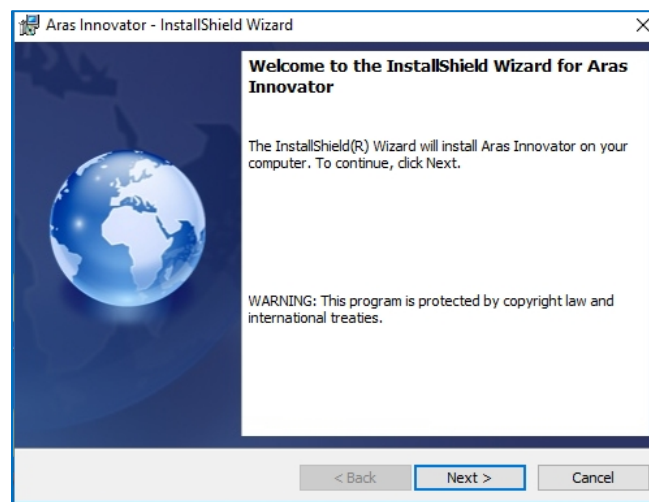 Aras Innovator - InstallShield Wizard
Welcome to the InstallShield Wizard for Aras
Innovator
The InstallShield(R) Wizard will install Aras Innovator on your
computer. To continue, click Next.
WARNING: This program is protected by copyright law and
international treaties.
< Back
Next >
Cancel